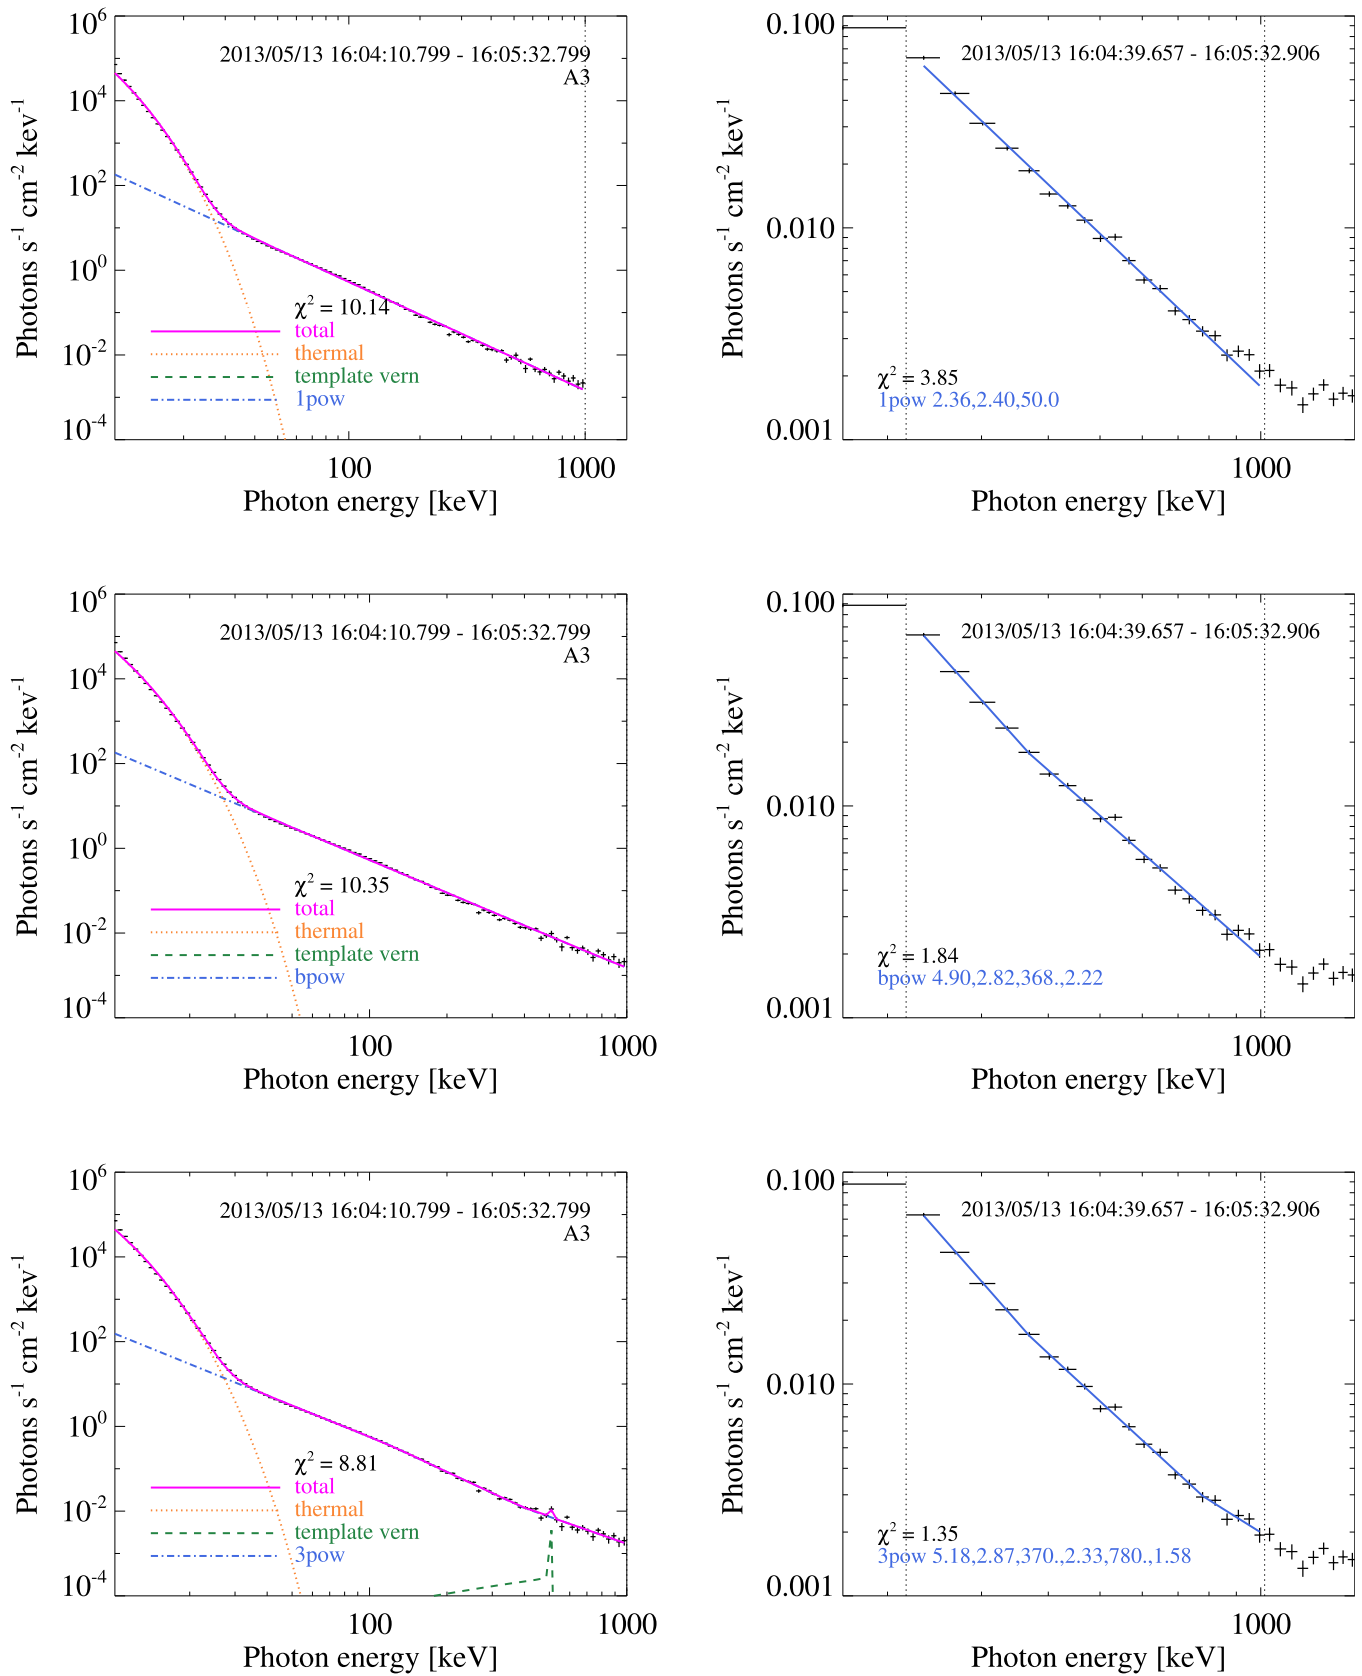 10^6
10^4
10^2
10^0
10^-2
10^-4
Photons s^-1 cm^-2 kev^-1
2013/05/13 16:04:10.799 - 16:05:32.799
A3
χ^2 = 10.14
total
thermal
template vern
1pow
100
1000
Photon energy [keV]
0.100
0.010
0.001
Photons s^-1 cm^-2 kev^-1
2013/05/13 16:04:39.657 - 16:05:32.906
χ^2 = 3.85
1pow 2.36,2.40,50.0
1000
Photon energy [keV]
10^6
10^4
10^2
10^0
10^-2
10^-4
Photons s^-1 cm^-2 kev^-1
2013/05/13 16:04:10.799 - 16:05:32.799
A3
χ^2 = 10.35
total
thermal
template vern
bpow
100
1000
Photon energy [keV]
0.100
0.010
0.001
Photons s^-1 cm^-2 kev^-1
2013/05/13 16:04:39.657 - 16:05:32.906
χ^2 = 1.84
bpow 4.90,2.82,368.,2.22
1000
Photon energy [keV]
10^6
10^4
10^2
10^0
10^-2
10^-4
Photons s^-1 cm^-2 kev^-1
2013/05/13 16:04:10.799 - 16:05:32.799
A3
χ^2 = 8.81
total
thermal
template vern
3pow
100
1000
Photon energy [keV]
0.100
0.010
0.001
Photons s^-1 cm^-2 kev^-1
2013/05/13 16:04:39.657 - 16:05:32.906
χ^2 = 1.35
3pow 5.18,2.87,370.,2.33,780.,1.58
1000
Photon energy [keV]